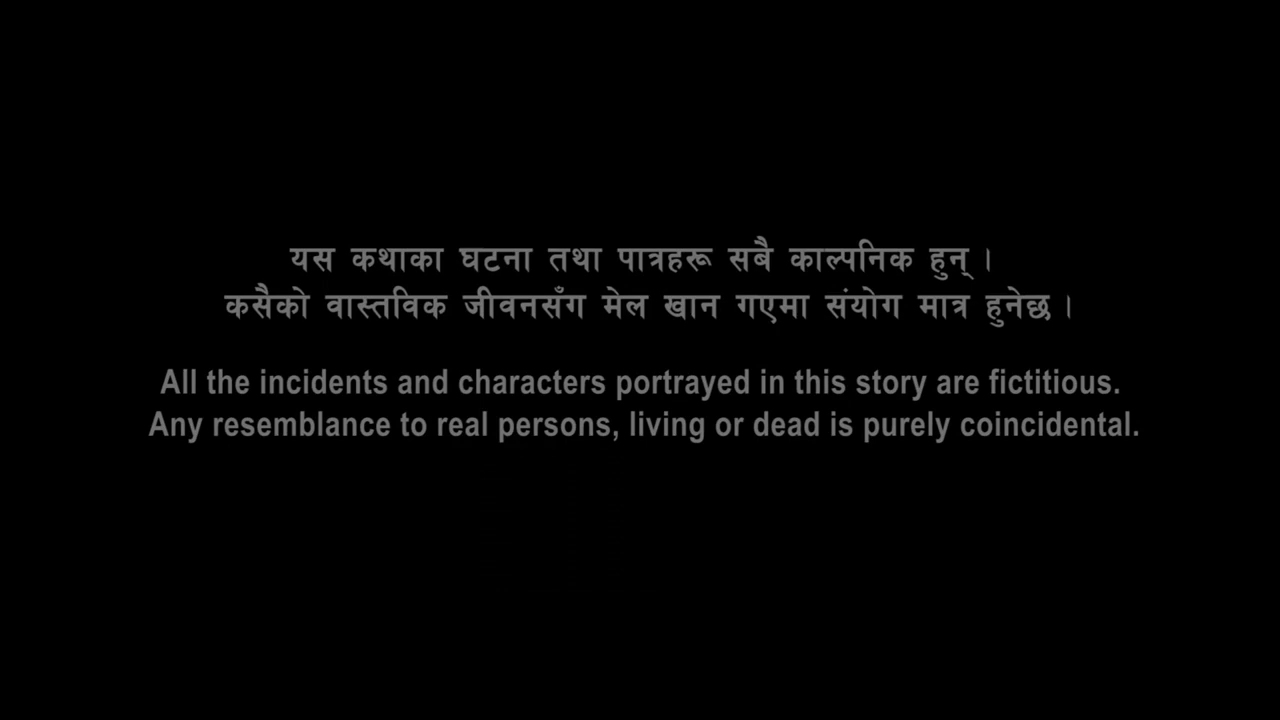 यस कथाका घटना तथा पात्रहरू सबै काल्पनिक हुन् ।
कसैको वास्तविक जीवनसँग मेल खान गएमा संयोग मात्र हुनेछ ।
All the incidents and characters portrayed in this story are fictitious.
Any resemblance to real persons, living or dead is purely coincidental.